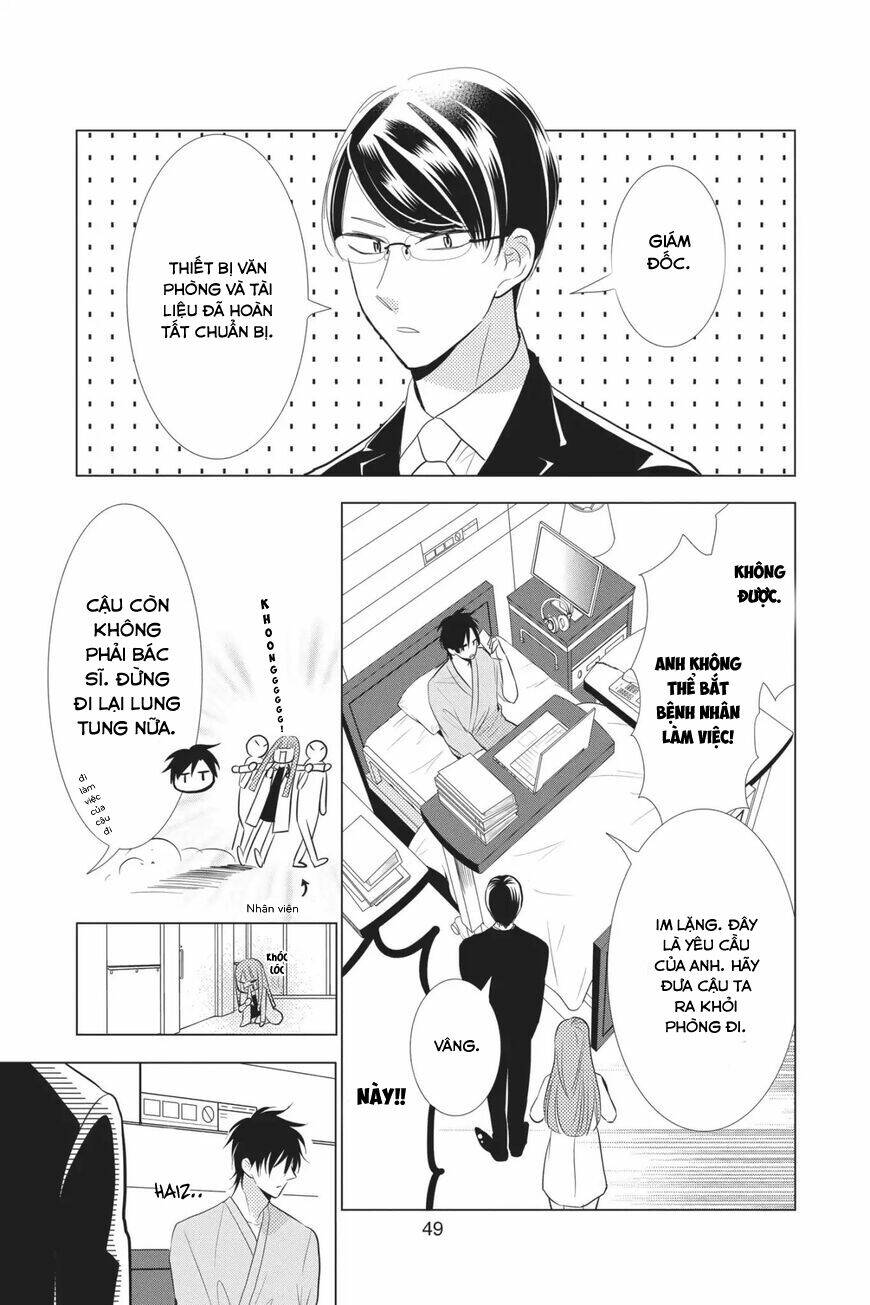 GIÁM
ĐỐC.
THIẾT BỊ VĂN
PHÒNG VÀ TÀI
LIỆU ĐÃ HOÀN
TẤT CHUẨN BỊ.
KHÔNG
ĐƯỢC.
ANH KHÔNG
THỂ BẮT
BỆNH NHÂN
LÀM VIỆC!
IM LẶNG. ĐÂY
LÀ YÊU CẦU
CỦA ANH. HÃY
ĐƯA CẬU TA
RA KHỎI
PHÒNG ĐI.
VÂNG.
NÀY!!
KHOONGGGGGG!
CẬU CÒN
KHÔNG
PHẢI BÁC
SĨ. ĐỪNG
ĐI LẠI LUNG
TUNG NỮA.
đi
làm
việc
của
cậu
đi
Nhân viên
KHÓC
LÓC
HAIZ..
49